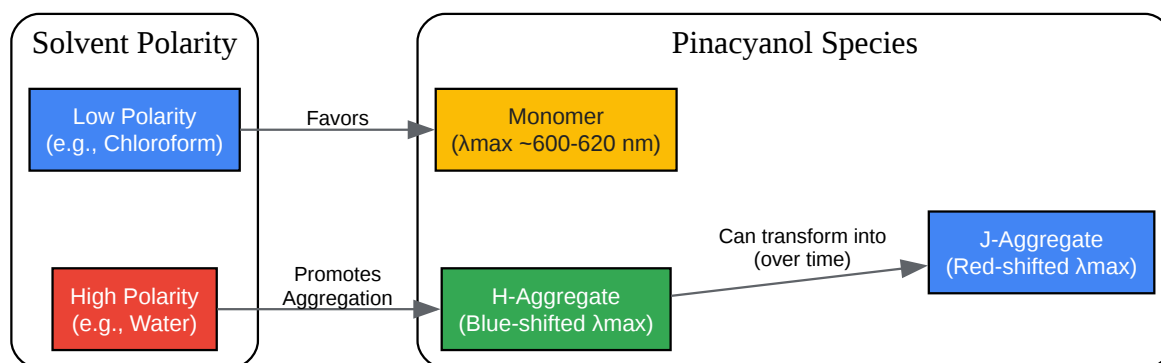 Solvent Polarity
Pinacyanol Species
Low Polarity
(e.g., Chloroform)
Favors
Monomer
(λmax ~600-620 nm)
High Polarity
(e.g., Water)
Promotes
Aggregation
H-Aggregate
(Blue-shifted λmax)
Can transform into
(over time)
J-Aggregate
(Red-shifted λmax)